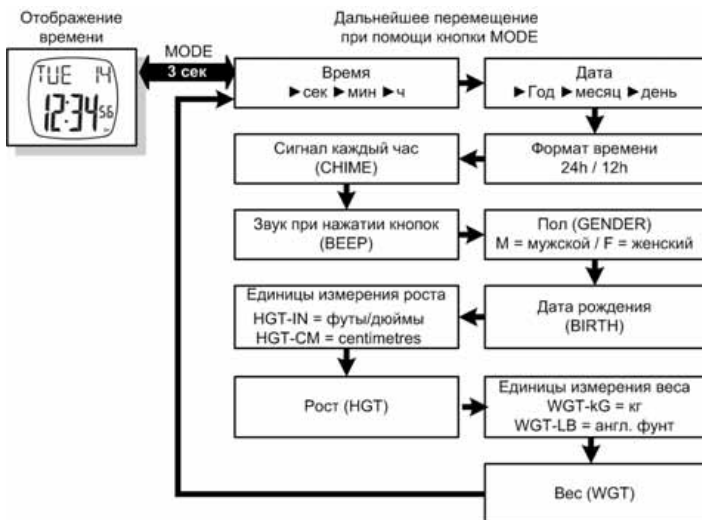 Отображение
времени
Дальнейшее перемещение
при помощи кнопки MODE
MODE
3 сек
TUE 14
12:34 56
Время
►сек ►мин ►ч
Дата
►Год ►месяц ►день
Формат времени
24h / 12h
Сигнал каждый час
(CHIME)
Звук при нажатии кнопок
(BEEP)
Пол (GENDER)
M = мужской / F = женский
Дата рождения
(BIRTH)
Единицы измерения роста
HGT-IN = футы/дюймы
HGT-CM = centimetres
Рост (HGT)
Единицы измерения веса
WGT-kG = кг
WGT-LB = англ. фунт
Вес (WGT)